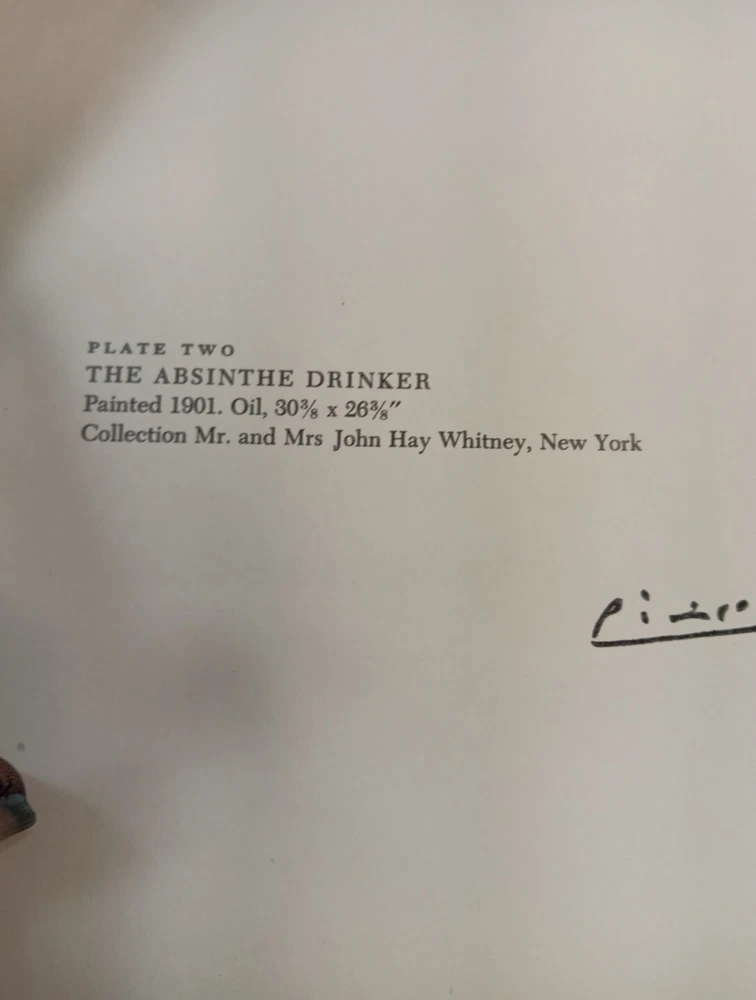 PLATE TWO
THE ABSINTHE DRINKER
Painted 1901. Oil, 30⅜ x 26⅜″
Collection Mr. and Mrs John Hay Whitney, New York
Picasso